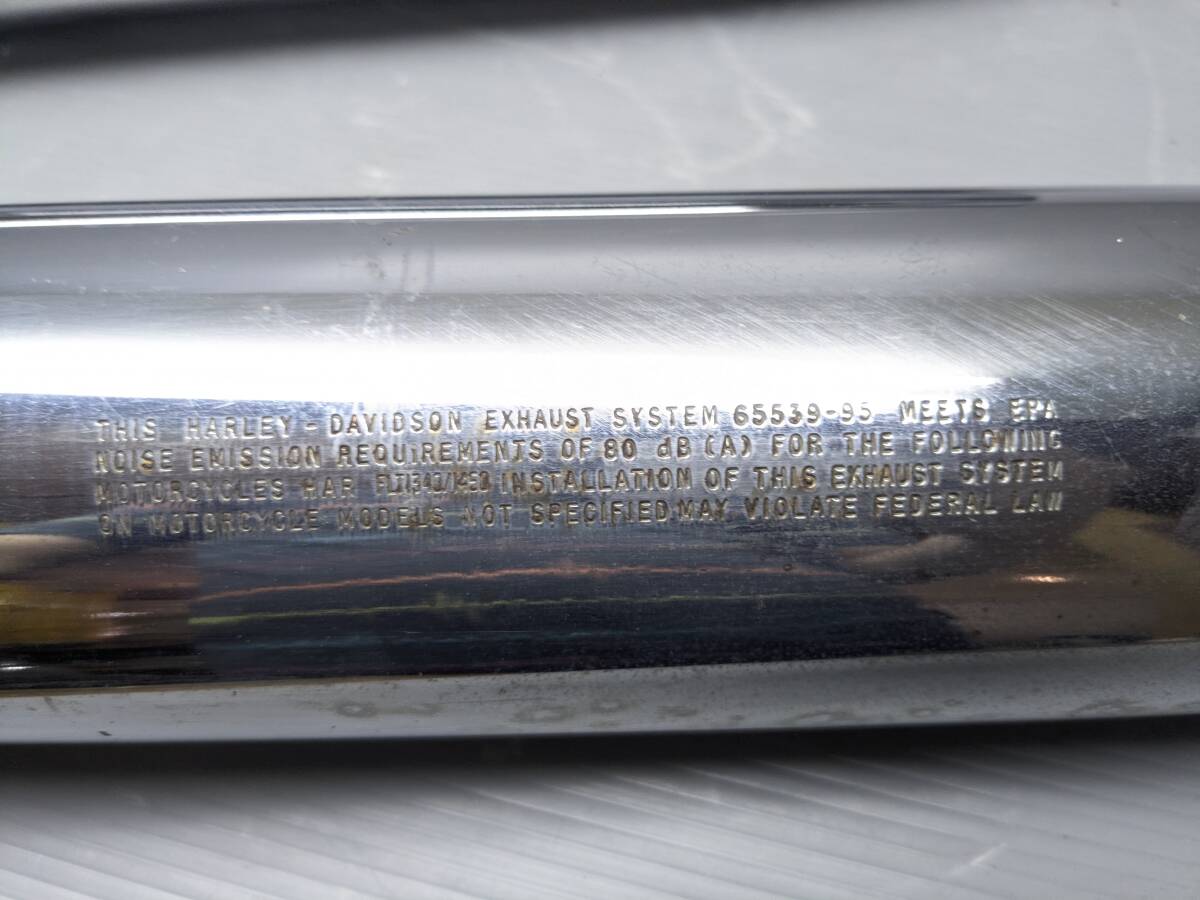 THIS HARLEY-DAVIDSON EXHAUST SYSTEM 65539-95 MEETS EPA
NOISE EMISSION REQUIREMENTS OF 80 dB (A) FOR THE FOLLOWING
MOTORCYCLES HAR FLT1340/1450 INSTALLATION OF THIS EXHAUST SYSTEM
ON MOTORCYCLE MODELS NOT SPECIFIED MAY VIOLATE FEDERAL LAW